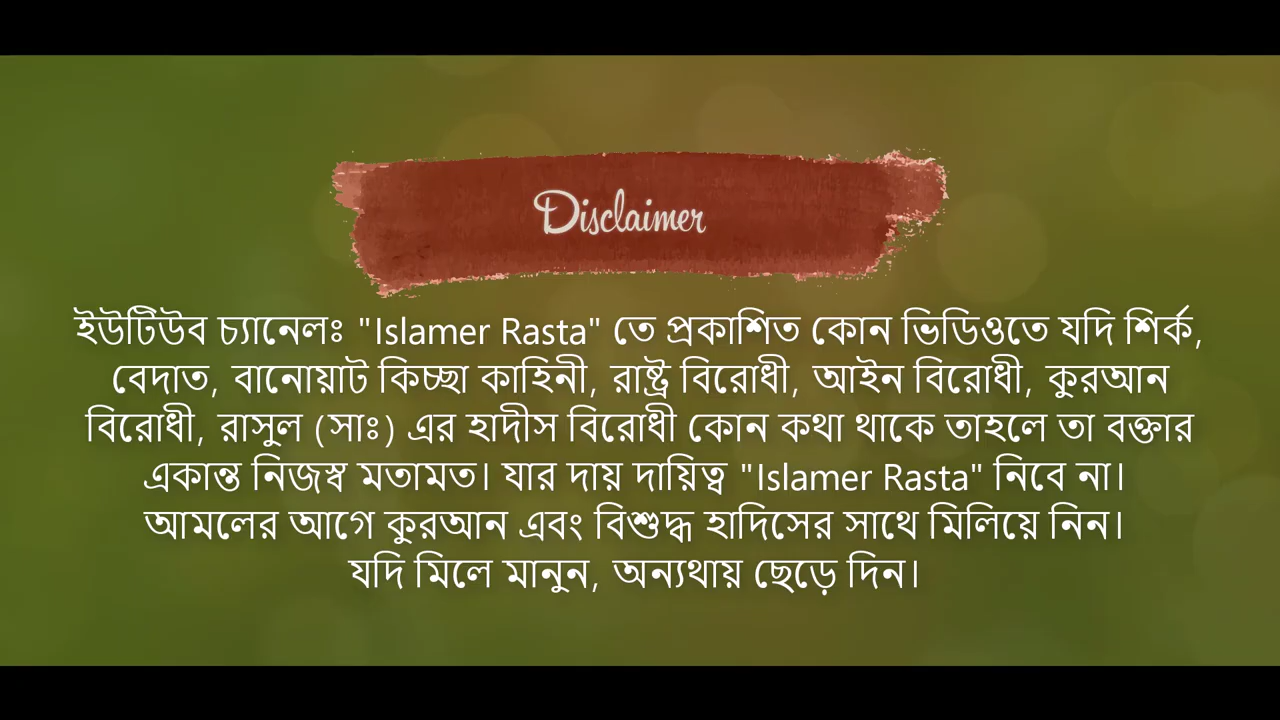 Disclaimer
ইউটিউব চ্যানেলঃ "Islamer Rasta" তে প্রকাশিত কোন ভিডিওতে যদি শির্ক,
বেদাত, বানোয়াট কিচ্ছা কাহিনী, রাষ্ট্র বিরোধী, আইন বিরোধী, কুরআন
বিরোধী, রাসুল (সাঃ) এর হাদীস বিরোধী কোন কথা থাকে তাহলে তা বক্তার
একান্ত নিজস্ব মতামত। যার দায় দায়িত্ব "Islamer Rasta" নিবে না।
আমলের আগে কুরআন এবং বিশুদ্ধ হাদিসের সাথে মিলিয়ে নিন।
যদি মিলে মানুন, অন্যথায় ছেড়ে দিন।